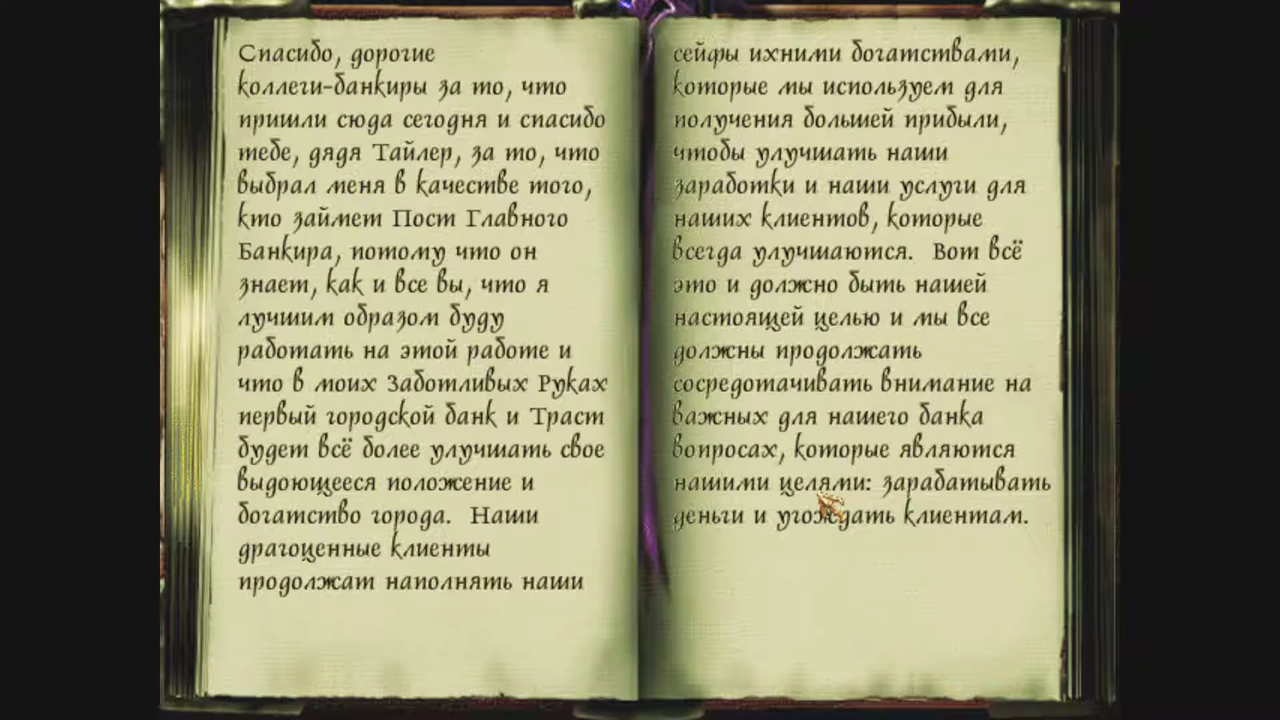 Спасибо, дорогие
коллеги-банкиры за то, что
пришли сюда сегодня и спасибо
тебе, дядя Тайлер, за то, что
выбрал меня в качестве того,
кто займет Пост Главного
Банкира, потому что он
знает, как и все вы, что я
лучшим образом буду
работать на этой работе и
что в моих Заботливых Руках
первый городской банк и Траст
будет всё более улучшать свое
выдоющееся положение и
богатство города.  Наши
драгоценные клиенты
продолжат наполнять наши
сейфы ихними богатствами,
которые мы используем для
получения большей прибыли,
чтобы улучшать наши
заработки и наши услуги для
наших клиентов, которые
всегда улучшаются.  Вот всё
это и должно быть нашей
настоящей целью и мы все
должны продолжать
сосредотачивать внимание на
важных для нашего банка
вопросах, которые являются
нашими целями: зарабатывать
деньги и угождать клиентам.